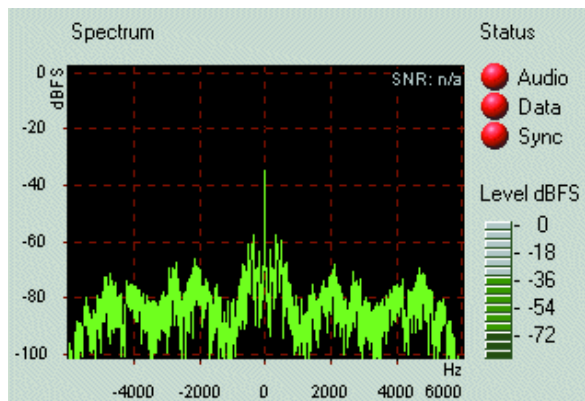 Spectrum
Status
0
dBFS
SNR: n/a
-20
-40
-60
-80
-100
Hz
-4000 -2000 0 2000 4000 6000
Audio
Data
Sync
Level dBFS
0
-18
-36
-54
-72